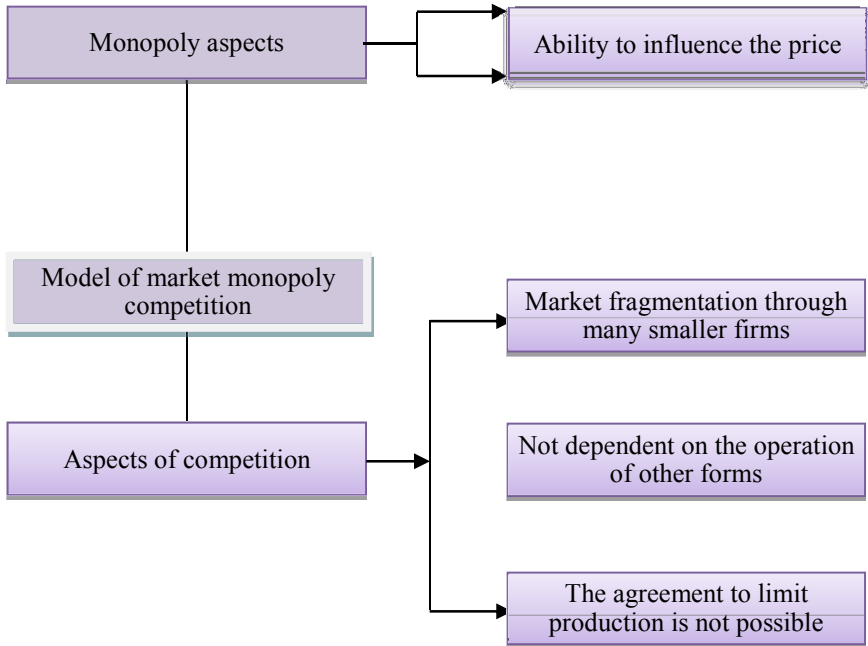 Monopoly aspects
Ability to influence the price
Model of market monopoly
competition
Market fragmentation through
many smaller firms
Aspects of competition
Not dependent on the operation
of other forms
The agreement to limit
production is not possible